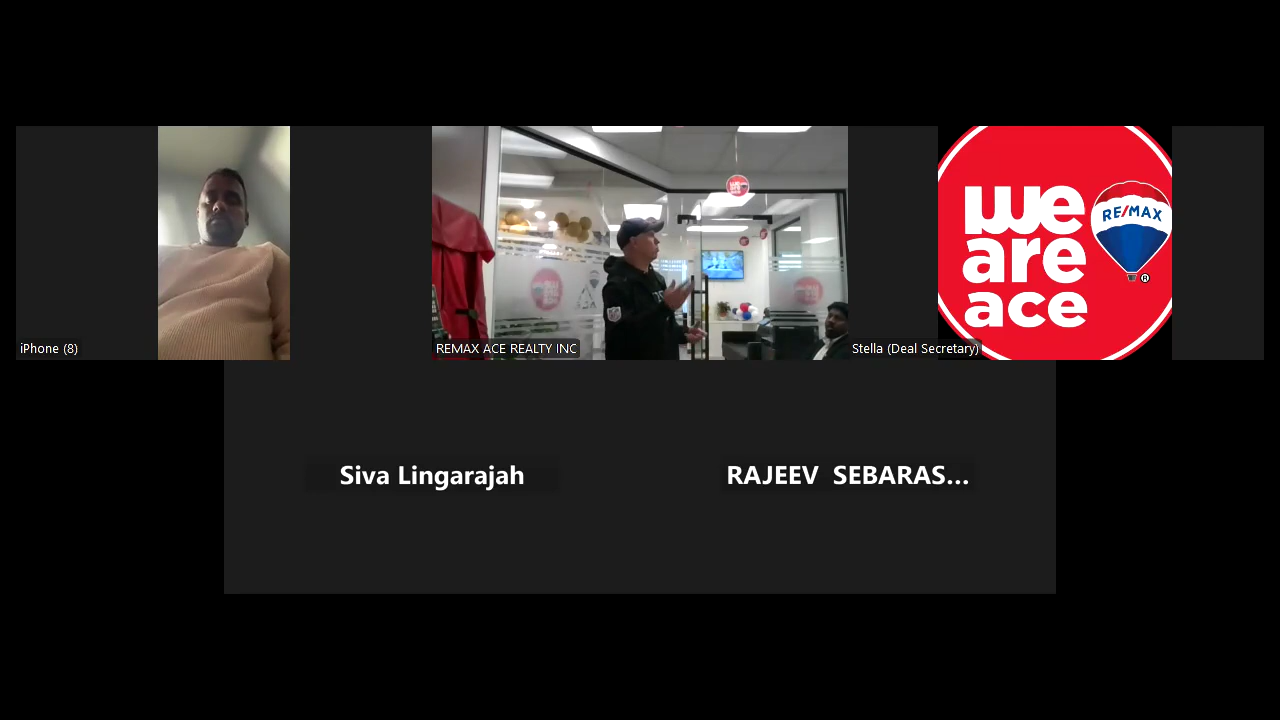 we
are
ace
RE/MAX
®
iPhone (8)
REMAX ACE REALTY INC
Stella (Deal Secretary)
Siva Lingarajah
RAJEEV SEBARAS...